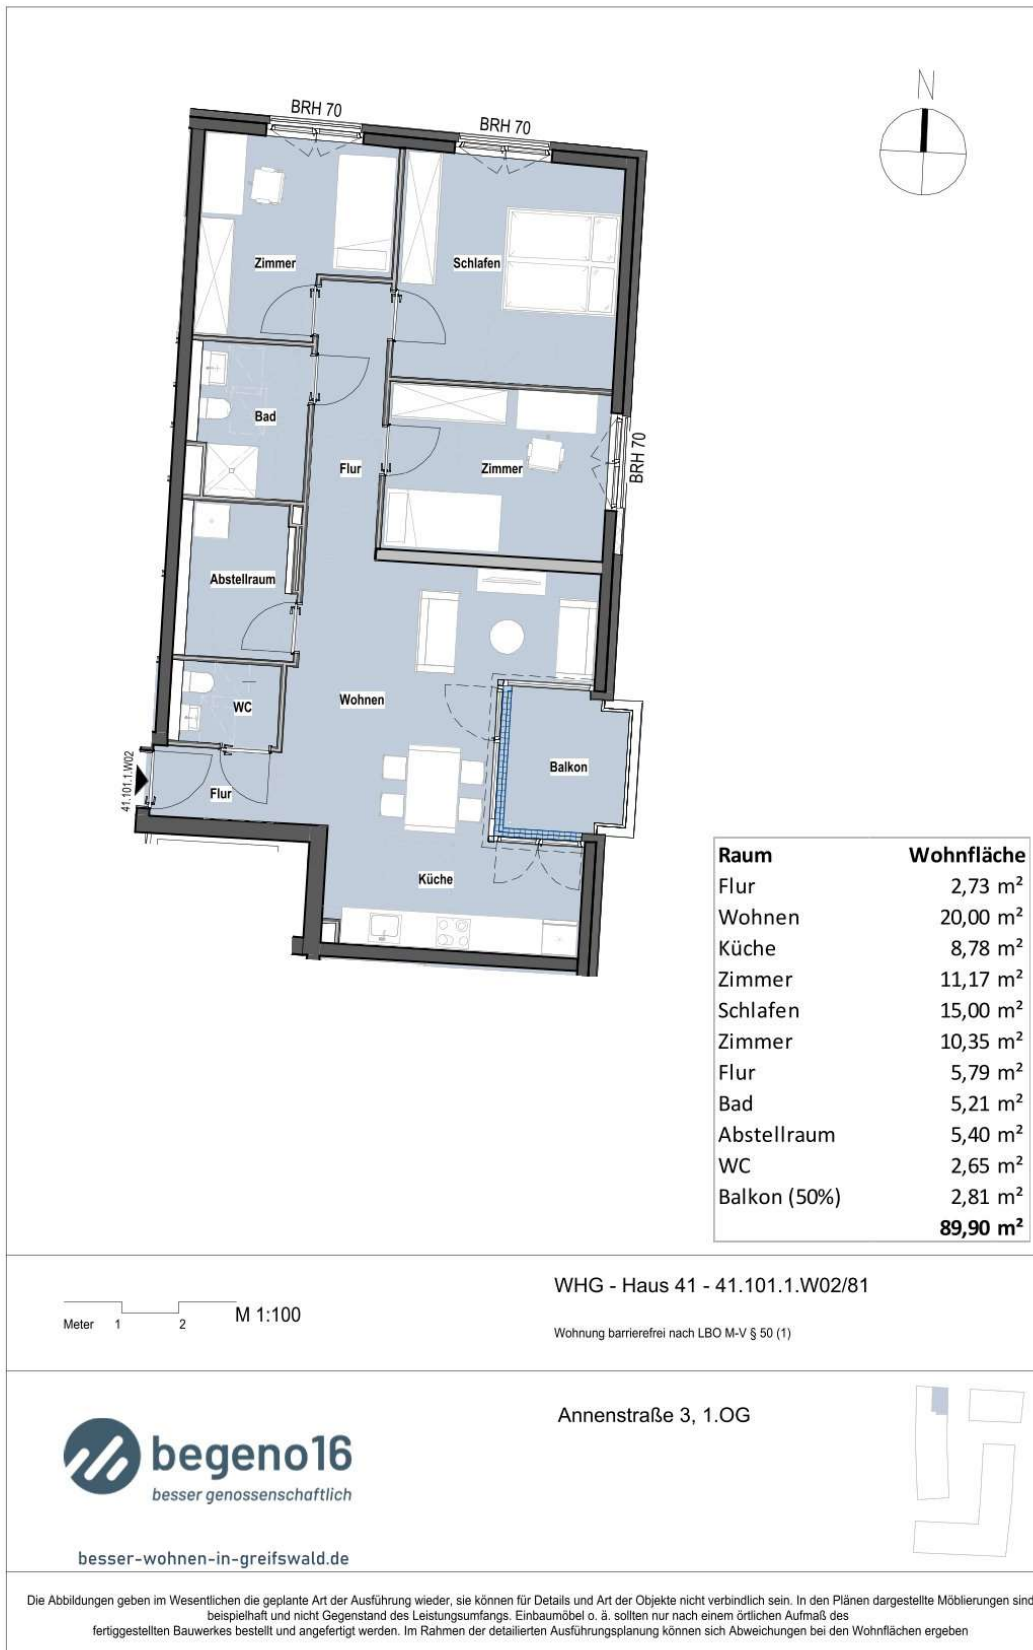 N
BRH 70
BRH 70
Zimmer
Schlafen
Bad
Flur
Zimmer
BRH 70
Abstellraum
Wohnen
WC
Balkon
41.101.1.W02
Flur
Küche
Raum Wohnfläche
Flur 2,73 m²
Wohnen 20,00 m²
Küche 8,78 m²
Zimmer 11,17 m²
Schlafen 15,00 m²
Zimmer 10,35 m²
Flur 5,79 m²
Bad 5,21 m²
Abstellraum 5,40 m²
WC 2,65 m²
Balkon (50%) 2,81 m²
89,90 m²
Meter 1 2 M 1:100
WHG - Haus 41 - 41.101.1.W02/81
Wohnung barrierefrei nach LBO M-V § 50 (1)
begeno16
besser genossenschaftlich
besser-wohnen-in-greifswald.de
Annenstraße 3, 1.OG
Die Abbildungen geben im Wesentlichen die geplante Art der Ausführung wieder, sie können für Details und Art der Objekte nicht verbindlich sein. In den Plänen dargestellte Möblierungen sind
beispielhaft und nicht Gegenstand des Leistungsumfangs. Einbaumöbel o. ä. sollten nur nach einem örtlichen Aufmaß des
fertiggestellten Bauwerkes bestellt und angefertigt werden. Im Rahmen der detailierten Ausführungsplanung können sich Abweichungen bei den Wohnflächen ergeben